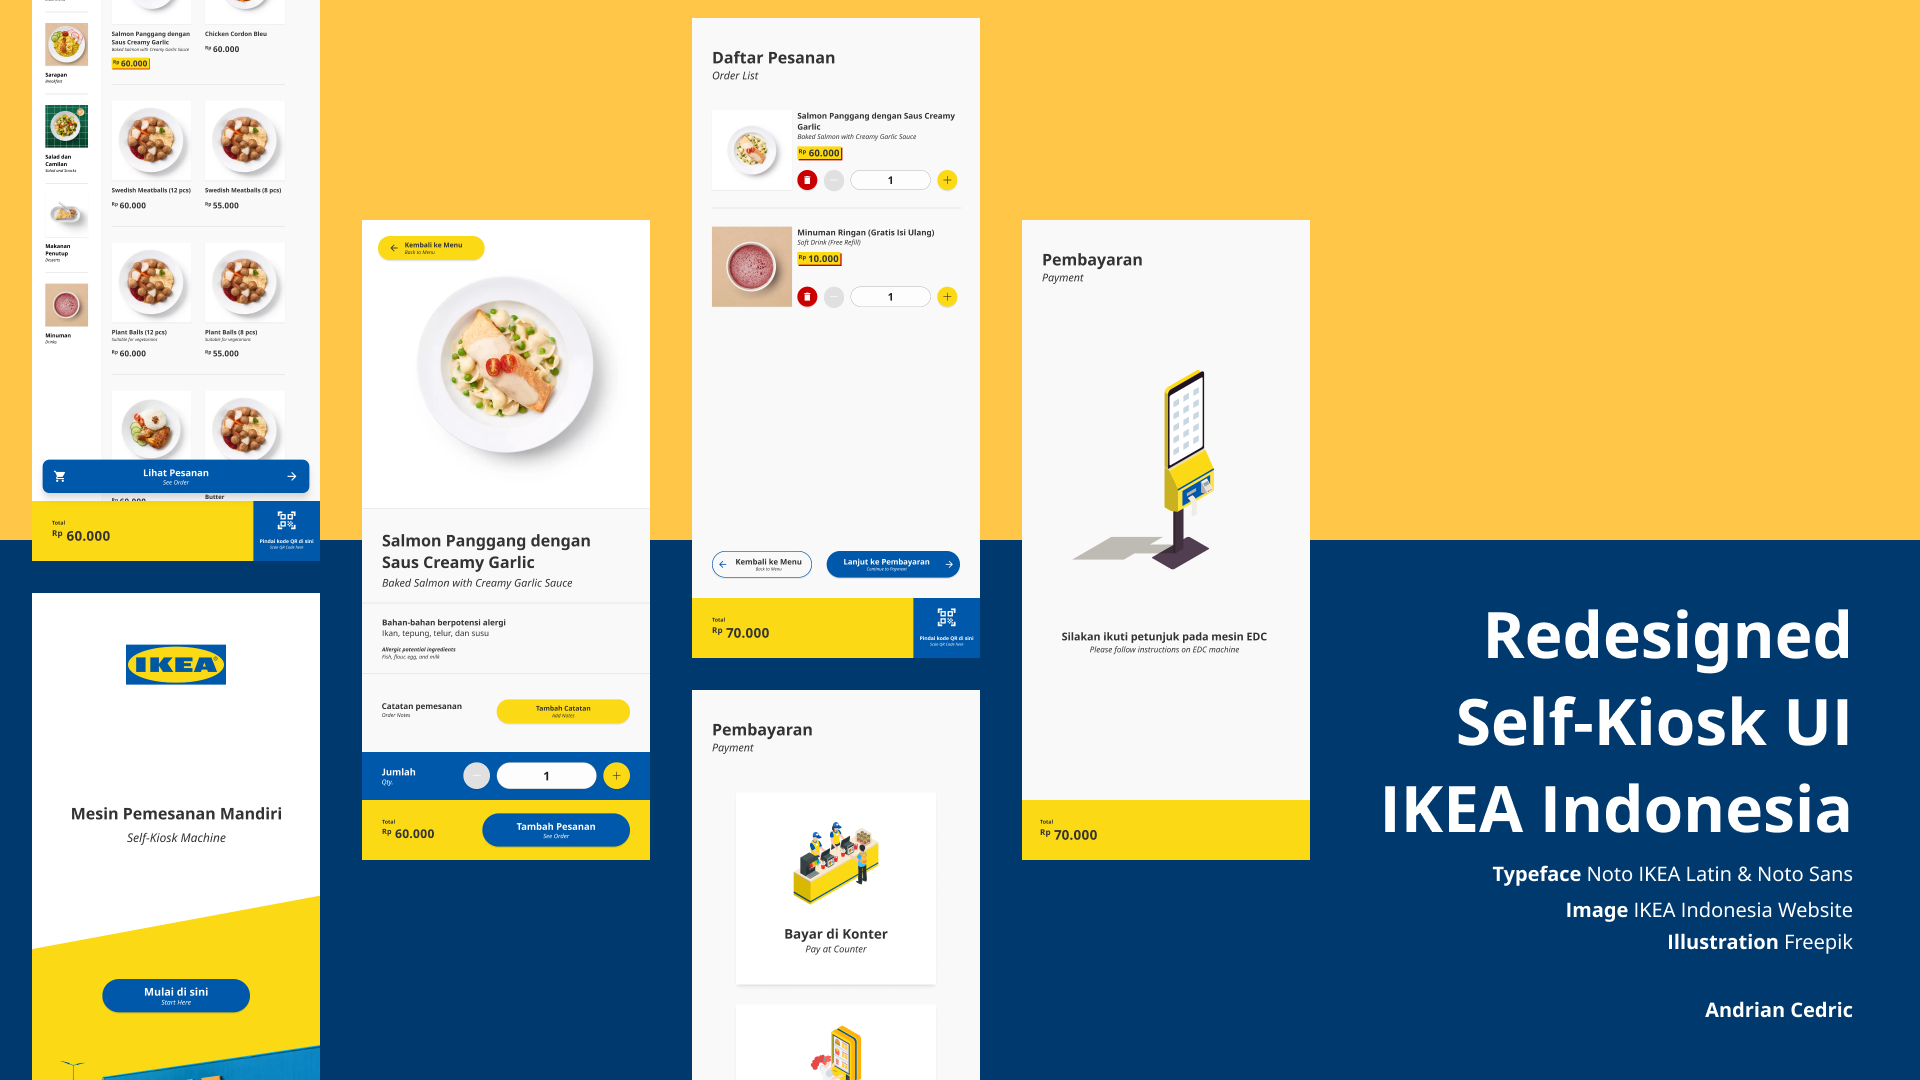 Sarapan
Breakfast
Salad dan
Camilan
Salad and Snacks
Makanan
Penutup
Desserts
Minuman
Drinks
Salmon Panggang dengan
Saus Creamy Garlic
Baked Salmon with Creamy Garlic Sauce
Rp 60.000
Chicken Cordon Bleu
Rp 60.000
Swedish Meatballs (12 pcs)
Rp 60.000
Swedish Meatballs (8 pcs)
Rp 55.000
Plant Balls (12 pcs)
Suitable for vegetarians
Rp 60.000
Plant Balls (8 pcs)
Suitable for vegetarians
Rp 55.000
Lihat Pesanan
See Order
Rp 60.000
Butter
Total
Rp 60.000
Pindai kode QR di sini
Scan QR Code here
IKEA
Mesin Pemesanan Mandiri
Self-Kiosk Machine
Mulai di sini
Start Here
Kembali ke Menu
Back to Menu
Salmon Panggang dengan
Saus Creamy Garlic
Baked Salmon with Creamy Garlic Sauce
Bahan-bahan berpotensi alergi
Ikan, tepung, telur, dan susu
Allergic potential ingredients
Fish, flour, egg, and milk
Catatan pemesanan
Order Notes
Tambah Catatan
Add Notes
Jumlah
Qty.
1
Total
Rp 60.000
Tambah Pesanan
See Order
Daftar Pesanan
Order List
Salmon Panggang dengan Saus Creamy
Garlic
Baked Salmon with Creamy Garlic Sauce
Rp 60.000
1
Minuman Ringan (Gratis Isi Ulang)
Soft Drink (Free Refill)
Rp 10.000
1
Kembali ke Menu
Back to Menu
Lanjut ke Pembayaran
Continue to Payment
Total
Rp 70.000
Pindai kode QR di sini
Scan QR Code here
Pembayaran
Payment
Bayar di Konter
Pay at Counter
Pembayaran
Payment
Silakan ikuti petunjuk pada mesin EDC
Please follow instructions on EDC machine
Total
Rp 70.000
Redesigned
Self-Kiosk UI
IKEA Indonesia
Typeface Noto IKEA Latin & Noto Sans
Image IKEA Indonesia Website
Illustration Freepik
Andrian Cedric